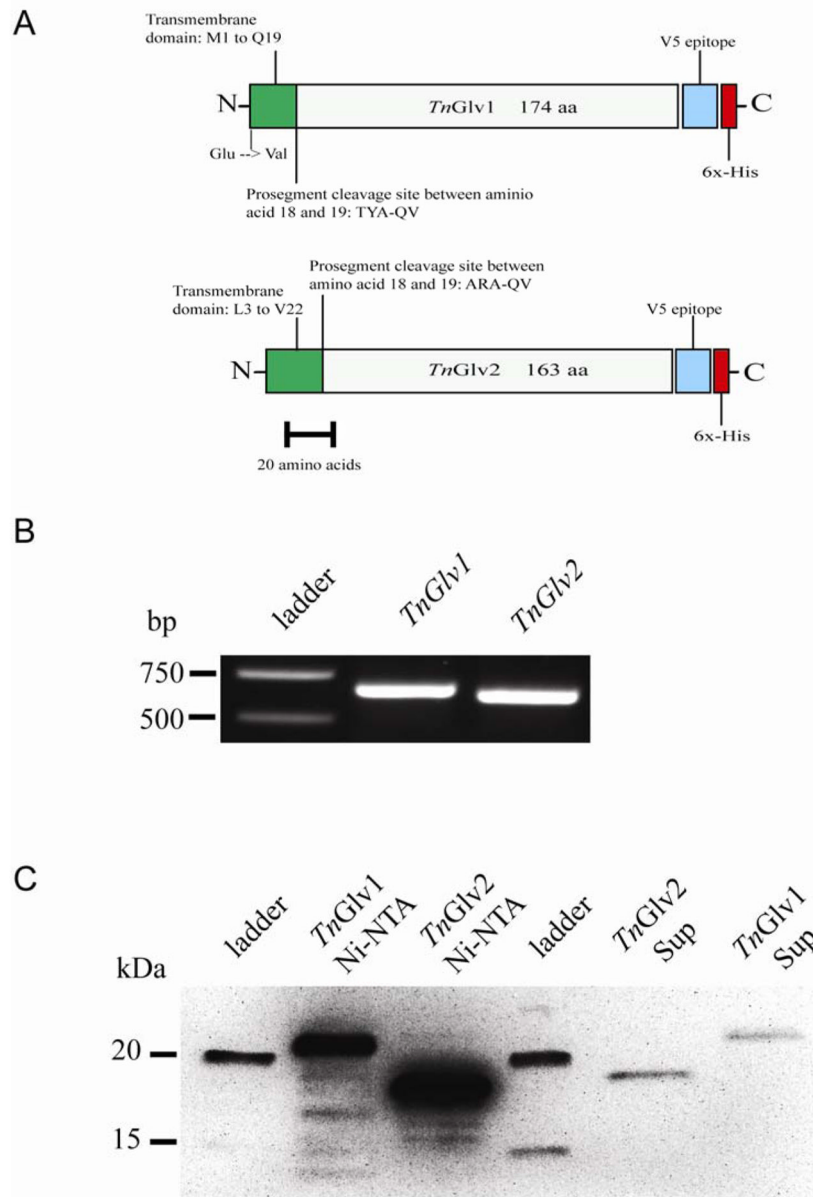 A
Transmembrane
domain: M1 to Q19
V5 epitope
N
TnGlv1 174 aa
C
Glu --> Val
6x-His
Prosegment cleavage site between aminio
acid 18 and 19: TYA-QV
Prosegment cleavage site between
amino acid 18 and 19: ARA-QV
Transmembrane
domain: L3 to V22
V5 epitope
N
TnGlv2 163 aa
C
6x-His
20 amino acids
B
bp
ladder
TnGlv1
TnGlv2
750
500
C
kDa
ladder
TnGlv1
Ni-NTA
TnGlv2
Ni-NTA
ladder
TnGlv2
Sup
TnGlv1
Sup
20
15